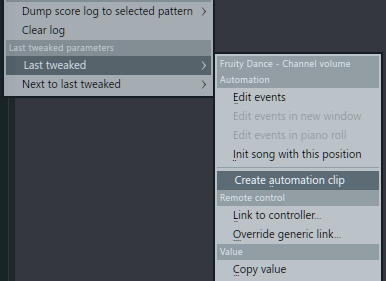 Dump score log to selected pattern
Clear log
Last tweaked parameters
Last tweaked
Next to last tweaked
Fruity Dance - Channel volume
Automation
Edit events
Edit events in new window
Edit events in piano roll
Init song with this position
Create automation clip
Remote control
Link to controller...
Override generic link...
Value
Copy value